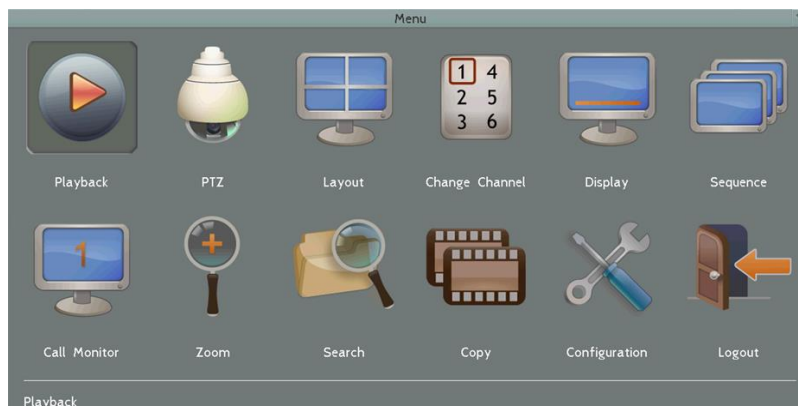 Menu
1 4
2 5
3 6
Playback PTZ Layout Change Channel Display Sequence
1
Call Monitor Zoom Search Copy Configuration Logout
Playback